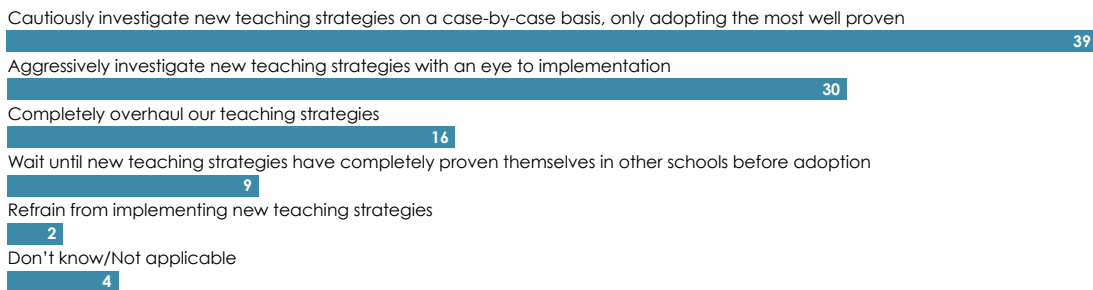 Cautiously investigate new teaching strategies on a case-by-case basis, only adopting the most well proven
39
Aggressively investigate new teaching strategies with an eye to implementation
30
Completely overhaul our teaching strategies
16
Wait until new teaching strategies have completely proven themselves in other schools before adoption
9
Refrain from implementing new teaching strategies
2
Don’t know/Not applicable
4